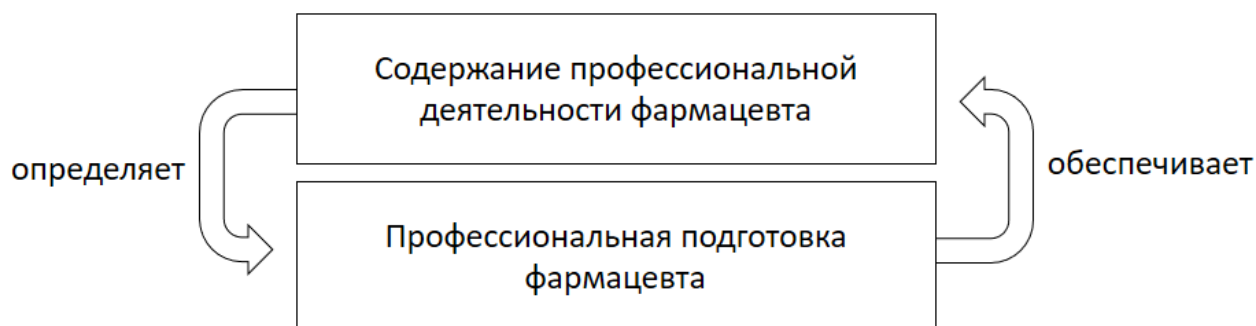 Содержание профессиональной
деятельности фармацевта
определяет
обеспечивает
Профессиональная подготовка
фармацевта